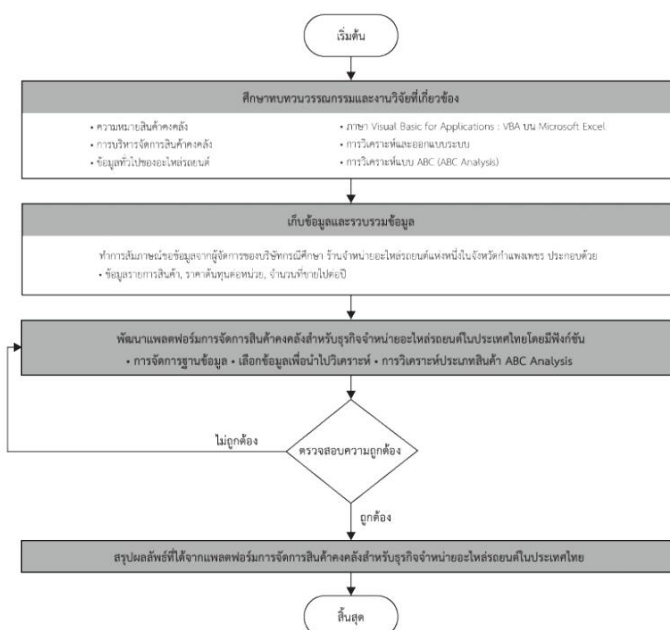 เริ่มต้น
ศึกษาทบทวนวรรณกรรมและงานวิจัยที่เกี่ยวข้อง
• ความหมายสินค้าคงคลัง
• การบริหารจัดการสินค้าคงคลัง
• ข้อมูลทั่วไปของอะไหล่รถยนต์
• ภาษา Visual Basic for Applications : VBA บน Microsoft Excel
• การวิเคราะห์และออกแบบระบบ
• การวิเคราะห์แบบ ABC (ABC Analysis)
เก็บข้อมูลและรวบรวมข้อมูล
ทำการสัมภาษณ์ขอข้อมูลจากผู้จัดการของบริษัทกรณีศึกษา ร้านจำหน่ายอะไหล่รถยนต์แห่งหนึ่งในจังหวัดกำแพงเพชร ประกอบด้วย
• ข้อมูลรายการสินค้า, ราคาต้นทุนต่อหน่วย, จำนวนที่ขายไปต่อปี
พัฒนาแพลตฟอร์มการจัดการสินค้าคงคลังสำหรับธุรกิจจำหน่ายอะไหล่รถยนต์ในประเทศไทยโดยมีฟังก์ชัน
• การจัดการฐานข้อมูล • เลือกข้อมูลเพื่อนำไปวิเคราะห์ • การวิเคราะห์ประเภทสินค้า ABC Analysis
ไม่ถูกต้อง
ตรวจสอบความถูกต้อง
ถูกต้อง
สรุปผลลัพธ์ที่ได้จากแพลตฟอร์มการจัดการสินค้าคงคลังสำหรับธุรกิจจำหน่ายอะไหล่รถยนต์ในประเทศไทย
สิ้นสุด